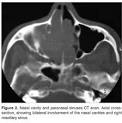 Figure 2. Nasal cavity and paranasal sinuses CT scan. Axial cross-
section, showing bilateral involvement of the nasal cavities and right
maxillary sinus.